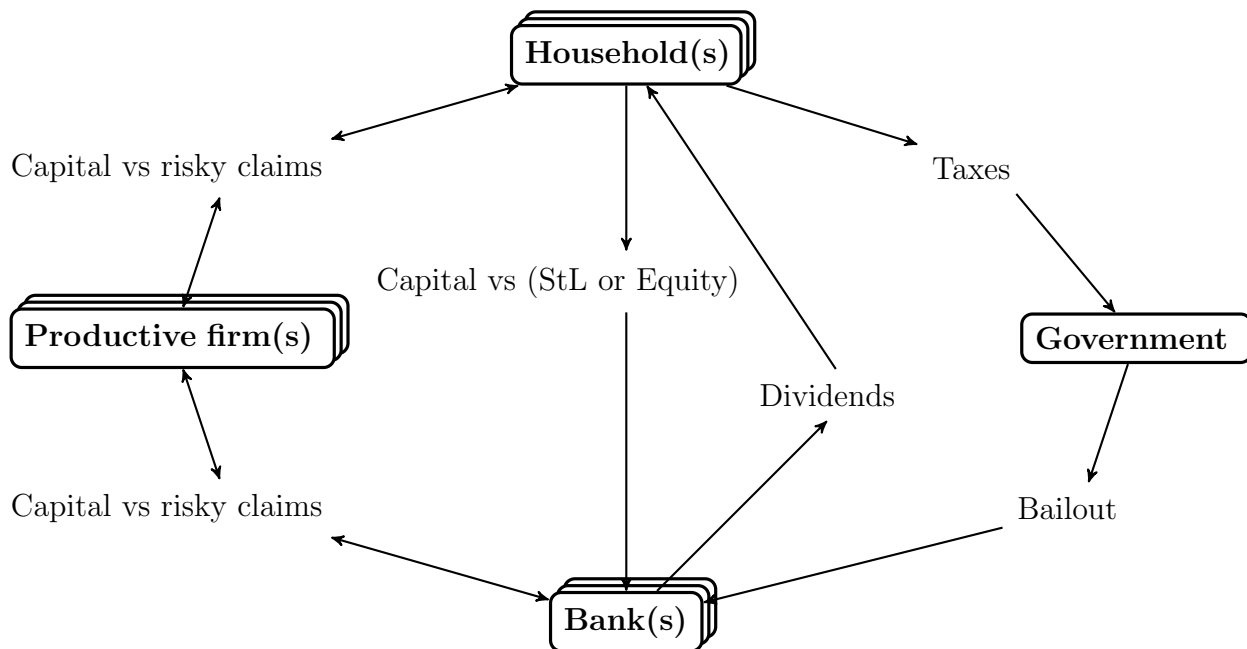 Household(s)
Capital vs risky claims
Taxes
Capital vs (StL or Equity)
Productive firm(s)
Government
Dividends
Capital vs risky claims
Bailout
Bank(s)